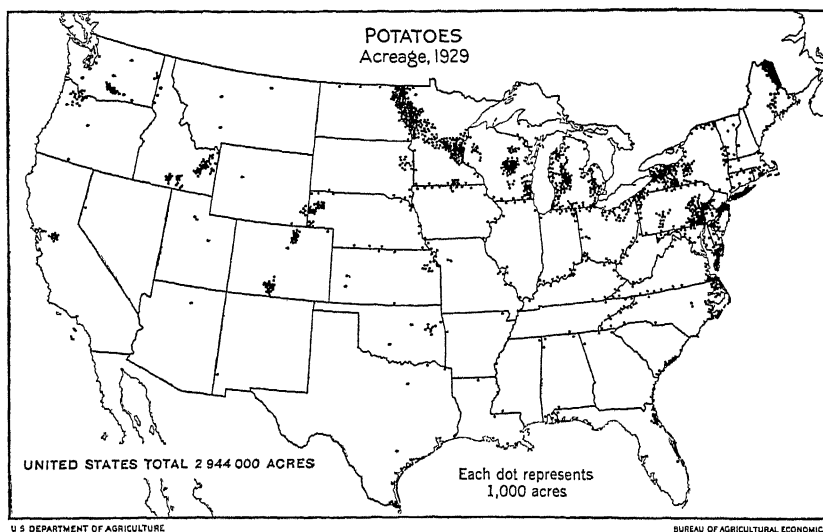 POTATOES
Acreage, 1929
UNITED STATES TOTAL 2 944 000 ACRES
Each dot represents
1,000 acres
U S DEPARTMENT OF AGRICULTURE
BUREAU OF AGRICULTURAL ECONOMIC